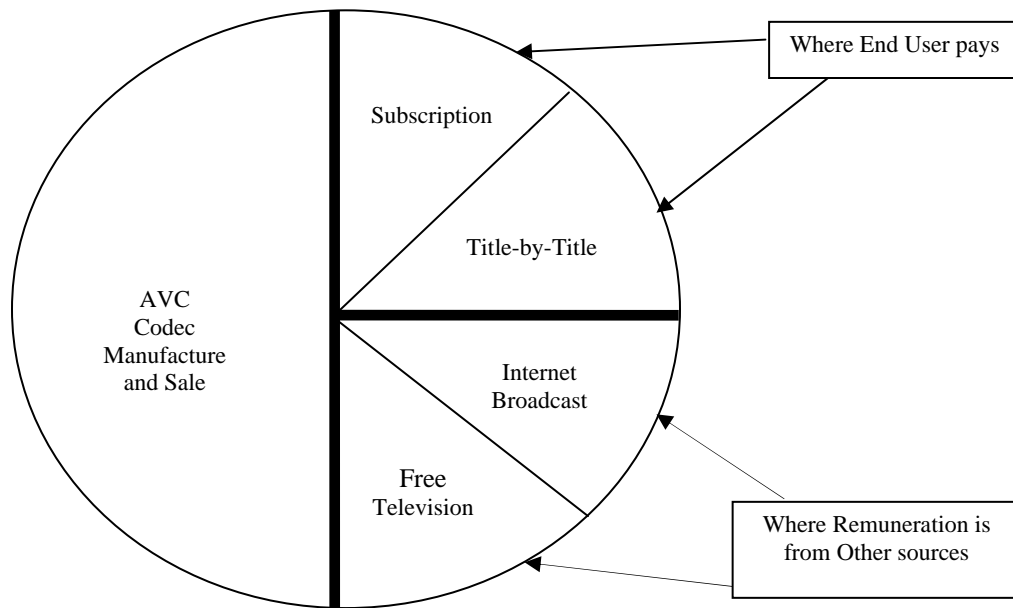 Where End User pays
Subscription
Title-by-Title
AVC
Codec
Manufacture
and Sale
Internet
Broadcast
Free
Television
Where Remuneration is
from Other sources